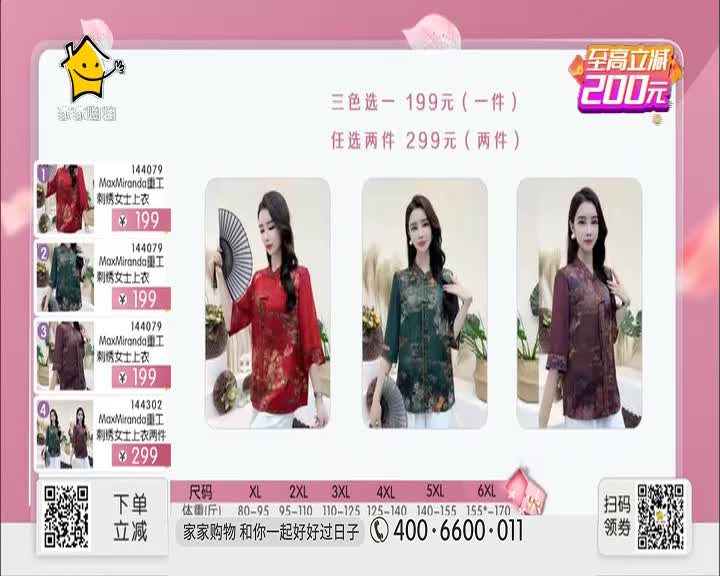 家家购物
至高立减
200元
三色选一 199元（一件）
任选两件 299元（两件）
1
144079
MaxMiranda重工
刺绣女士上衣
¥ 199
2
144079
MaxMiranda重工
刺绣女士上衣
¥ 199
3
144079
MaxMiranda重工
刺绣女士上衣
¥ 199
4
144302
MaxMiranda重工
刺绣女士上衣两件
¥ 299
尺码 XL 2XL 3XL 4XL 5XL 6XL
体重(斤) 80-95 95-110 110-125 125-140 140-155 155*-170
下单
立减
家家购物 和你一起好好过日子 400·6600·011
扫码
领券